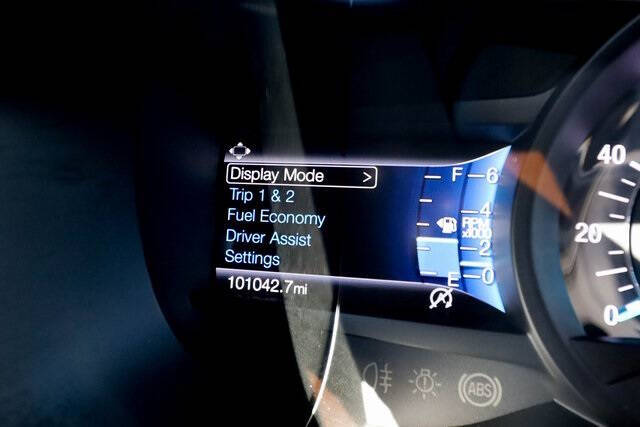 Display Mode >
Trip 1 & 2
Fuel Economy
Driver Assist
Settings
101042.7mi
F
E
6
4
RPM
x1000
2
0
A
40
20
0
ABS